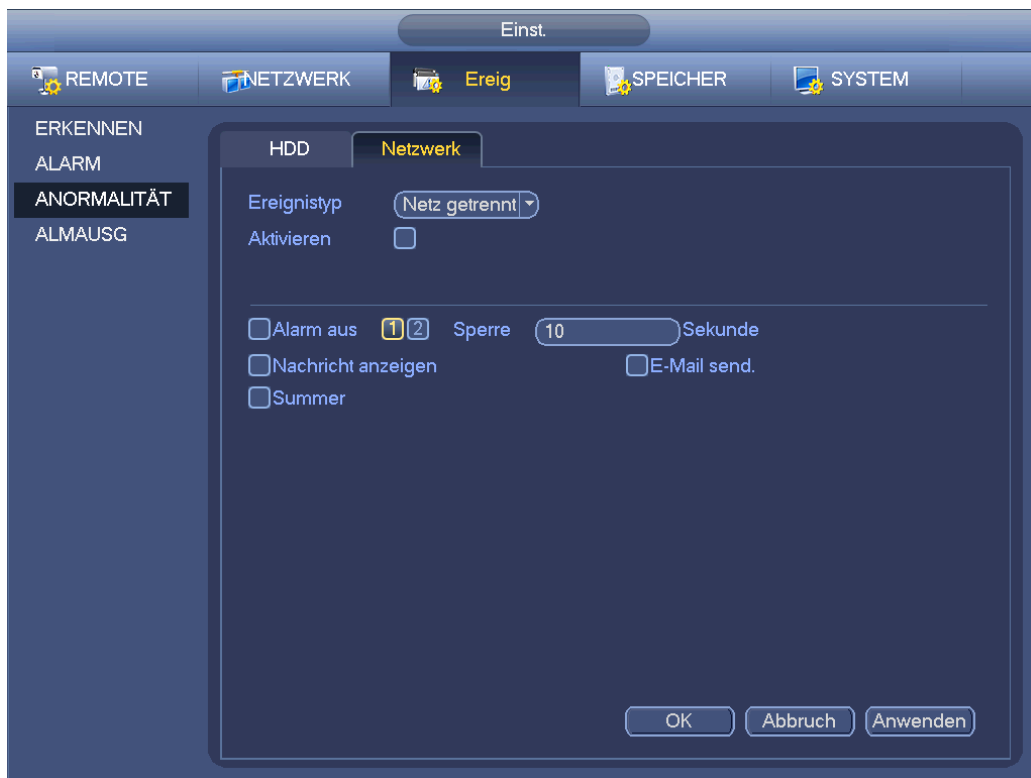 Einst.
REMOTE NETZWERK Ereig SPEICHER SYSTEM
ERKENNEN
ALARM
ANORMALITÄT
ALMAUSG
HDD Netzwerk
Ereignistyp Netz getrennt
Aktivieren
Alarm aus 1 2 Sperre 10 Sekunde
Nachricht anzeigen E-Mail send.
Summer
OK Abbruch Anwenden